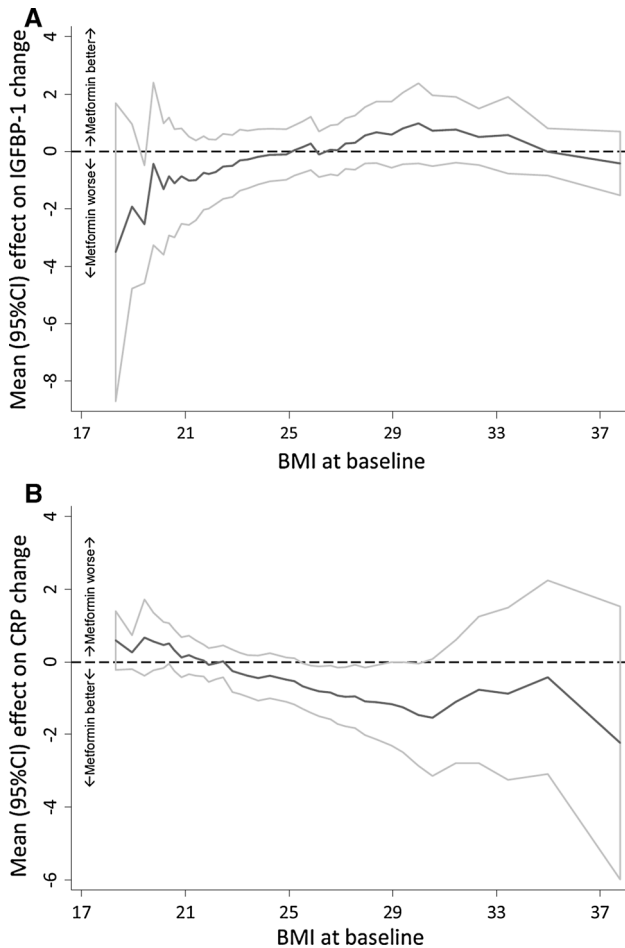 A
Mean (95%CI) effect on IGFBP-1 change
4
2
0
-2
-4
-6
-8
→Metformin better→
←Metformin worse←
17 21 25 29 33 37
BMI at baseline
B
Mean (95%CI) effect on CRP change
4
2
0
-2
-4
-6
→Metformin worse→
←Metformin better←
17 21 25 29 33 37
BMI at baseline